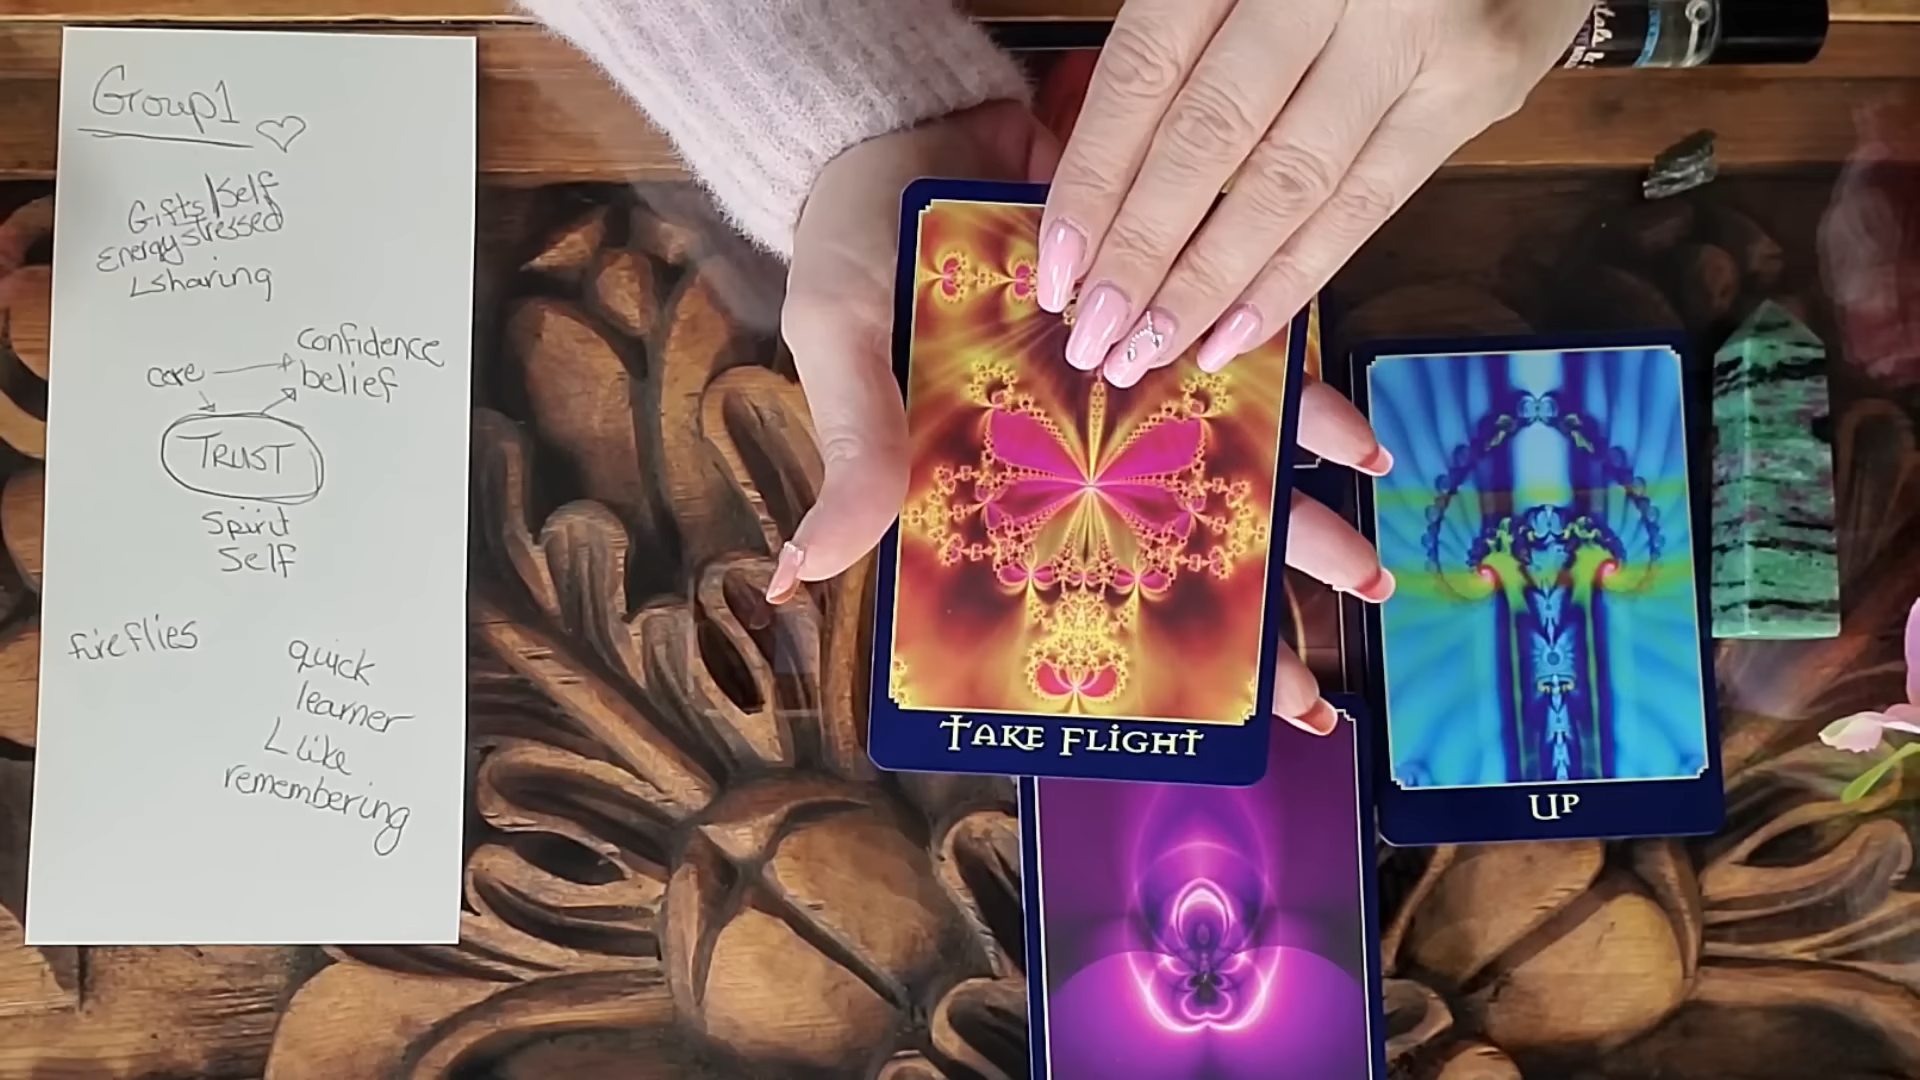 Group1
Gifts/Self
Energy stressed
sharing
confidence
core
belief
TRUST
Spirit
Self
fireflies
quick
learner
like
remembering
TAKE FLIGHT
UP